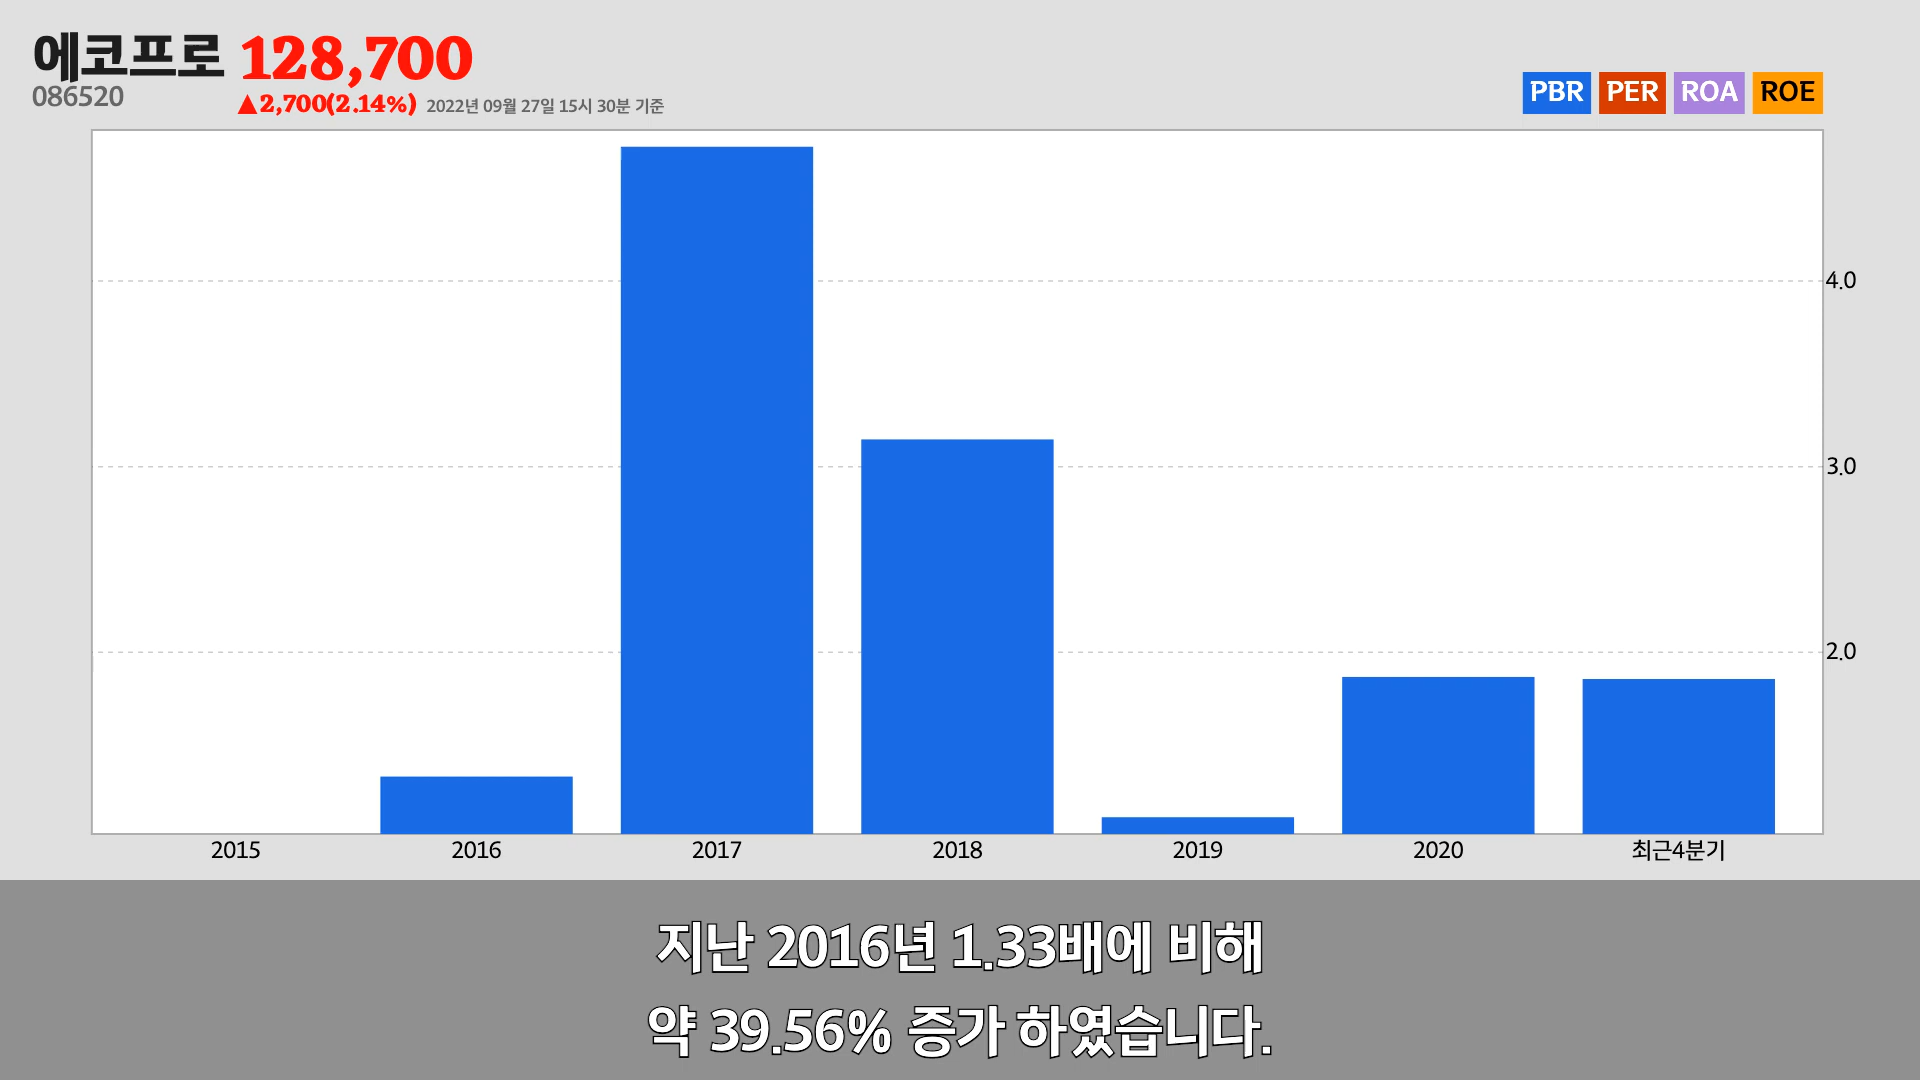 에코프로 128,700
086520
▲2,700(2.14%) 2022년 09월 27일 15시 30분 기준
PBR PER ROA ROE
4.0
3.0
2.0
2015 2016 2017 2018 2019 2020 최근4분기
지난 2016년 1.33배에 비해
약 39.56% 증가 하였습니다.